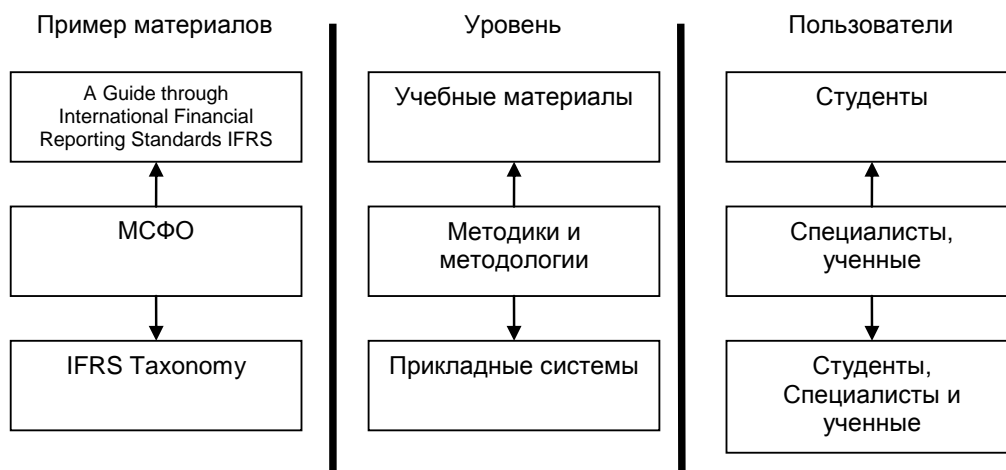 Пример материалов
Уровень
Пользователи
A Guide through
International Financial
Reporting Standards IFRS
Учебные материалы
Студенты
МСФО
Методики и
методологии
Специалисты,
ученные
IFRS Taxonomy
Прикладные системы
Студенты,
Специалисты и
ученные